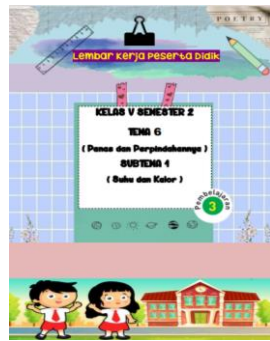 POETRY
Lembar Kerja Peserta Didik
KELAS V SEMESTER 2
TEMA 6
( Panas dan Perpindahannya )
SUBTEMA 1
( Suhu dan Kalor )
Pembelajaran
3